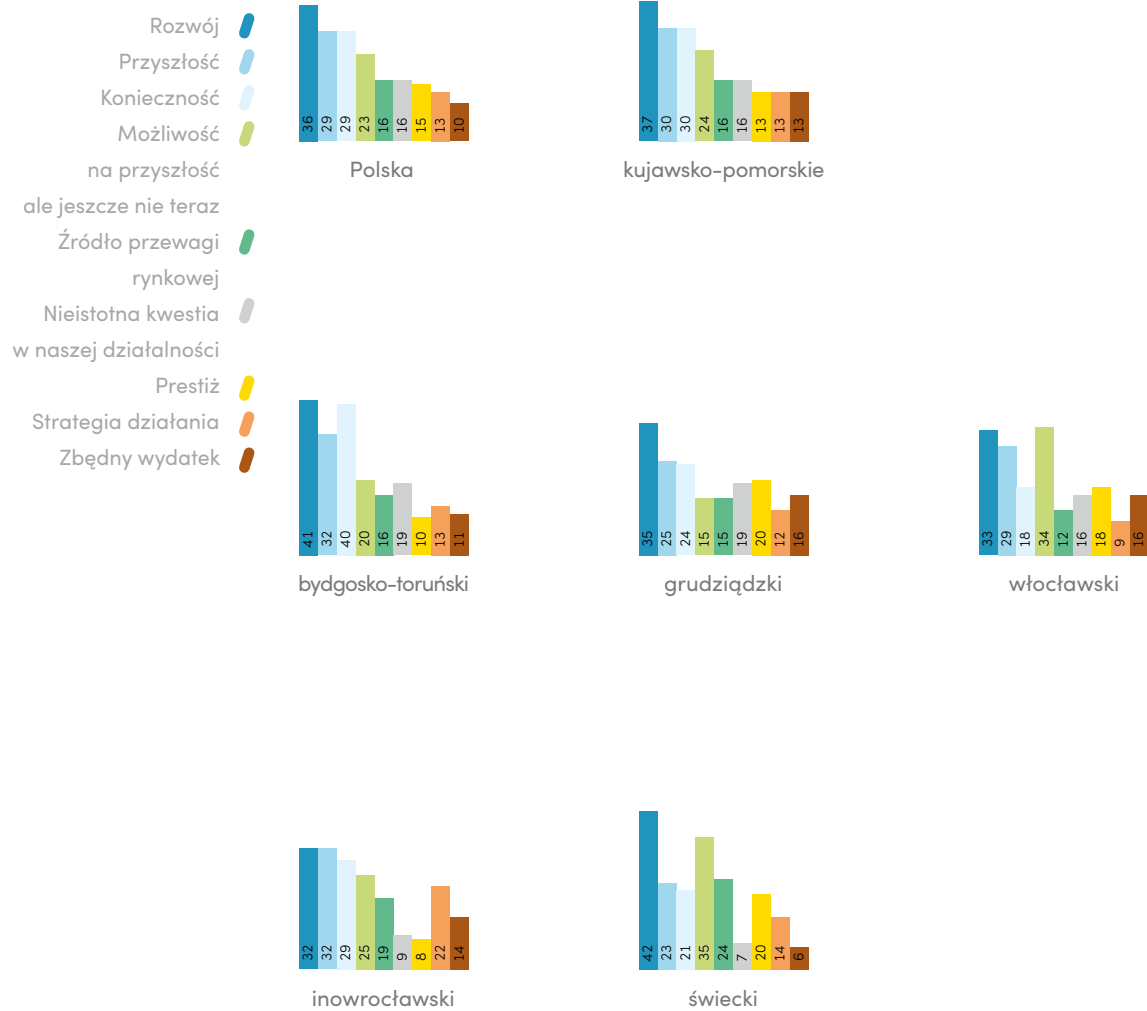 Rozwój
Przyszłość
Konieczność
Możliwość
na przyszłość
ale jeszcze nie teraz
Źródło przewagi
rynkowej
Nieistotna kwestia
w naszej działalności
Prestiż
Strategia działania
Zbędny wydatek
36 29 29 23 16 16 15 13 10
Polska
37 30 30 24 16 16 13 13 13
kujawsko-pomorskie
41 32 40 20 16 19 10 13 11
bydgosko-toruński
35 25 24 15 15 19 20 12 16
grudziądzki
33 29 18 34 12 16 18 9 16
włocławski
32 32 29 25 19 9 8 22 14
inowrocławski
42 23 21 35 24 7 20 14 6
świecki